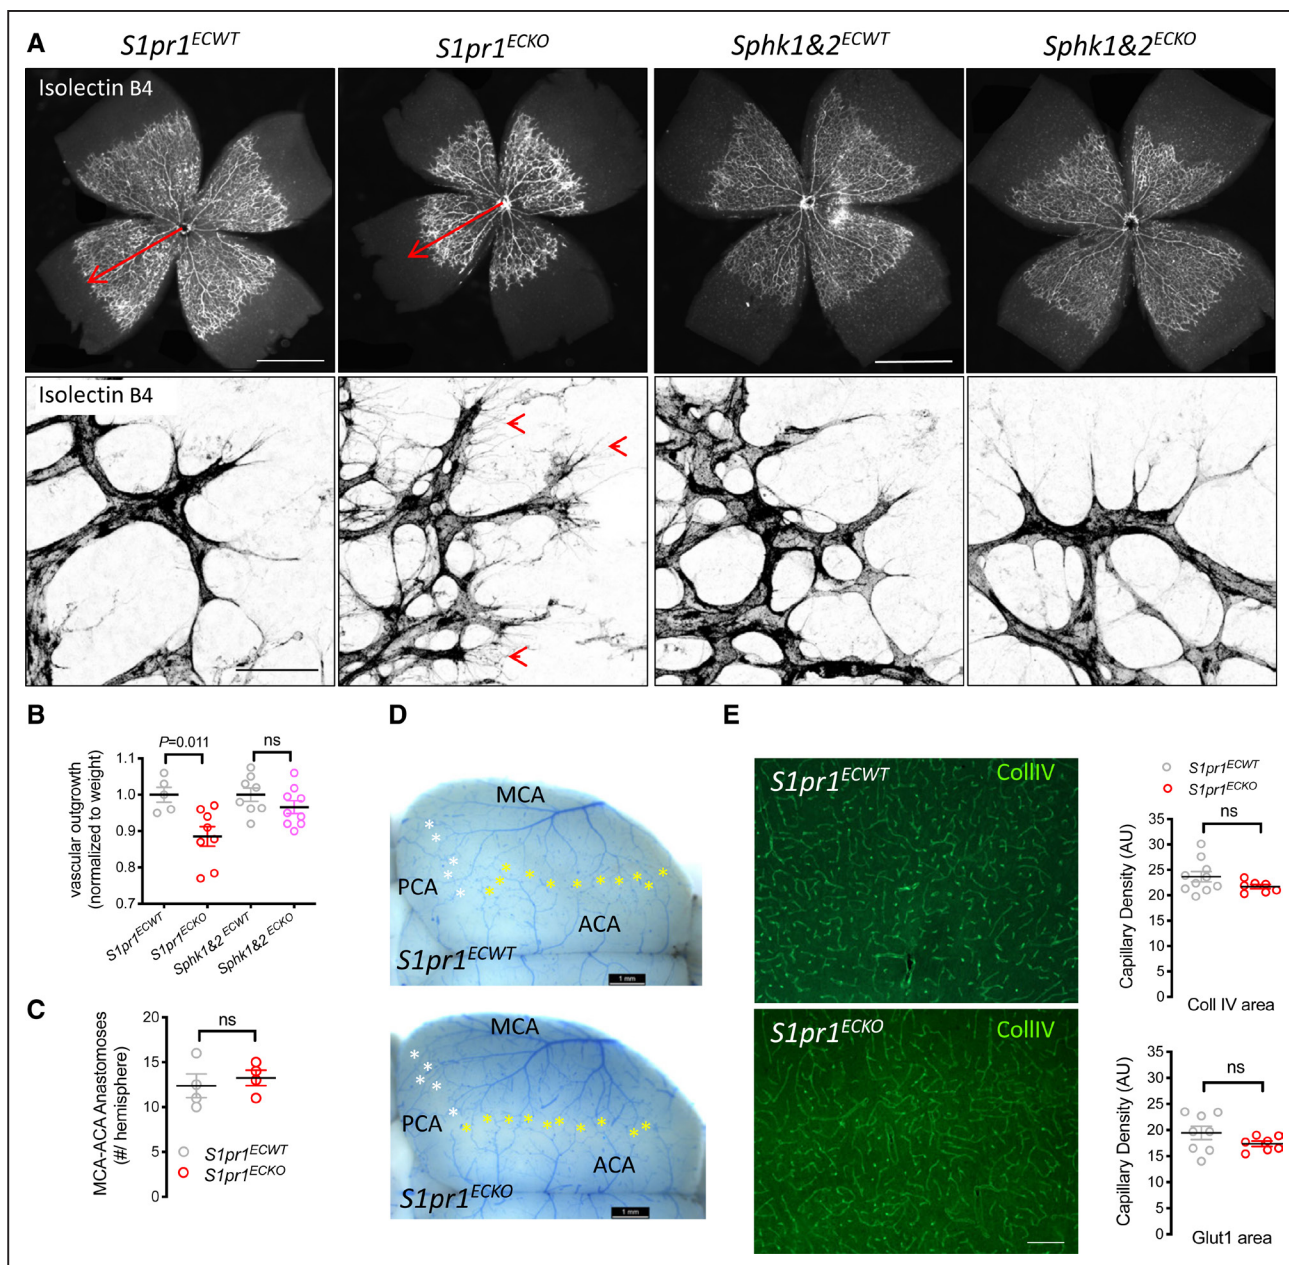 A
S1pr1ECWT
S1pr1ECKO
Sphk1&2ECWT
Sphk1&2ECKO
Isolectin B4
Isolectin B4
B
P=0.011
ns
1.1
1.0
0.9
0.8
0.7
vascular outgrowth
(normalized to weight)
S1pr1ECWT
S1pr1ECKO
Sphk1&2ECWT
Sphk1&2ECKO
C
ns
20
15
10
5
0
MCA-ACA Anastomoses
(#/ hemisphere)
S1pr1ECWT
S1pr1ECKO
D
MCA
PCA
ACA
S1pr1ECWT
1 mm
MCA
PCA
ACA
S1pr1ECKO
1 mm
E
S1pr1ECWT
CollIV
S1pr1ECKO
CollIV
S1pr1ECWT
S1pr1ECKO
ns
35
30
25
20
15
10
5
0
Capillary Density (AU)
Coll IV area
ns
35
30
25
20
15
10
5
0
Capillary Density (AU)
Glut1 area